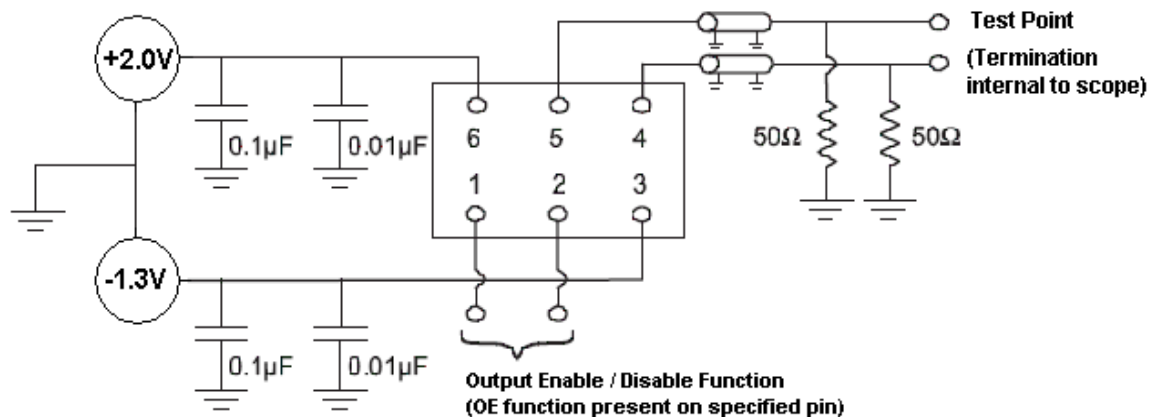 +2.0V
0.1µF
0.01µF
6
5
4
1
2
3
Test Point
(Termination
internal to scope)
50Ω
50Ω
-1.3V
0.1µF
0.01µF
Output Enable / Disable Function
(OE function present on specified pin)